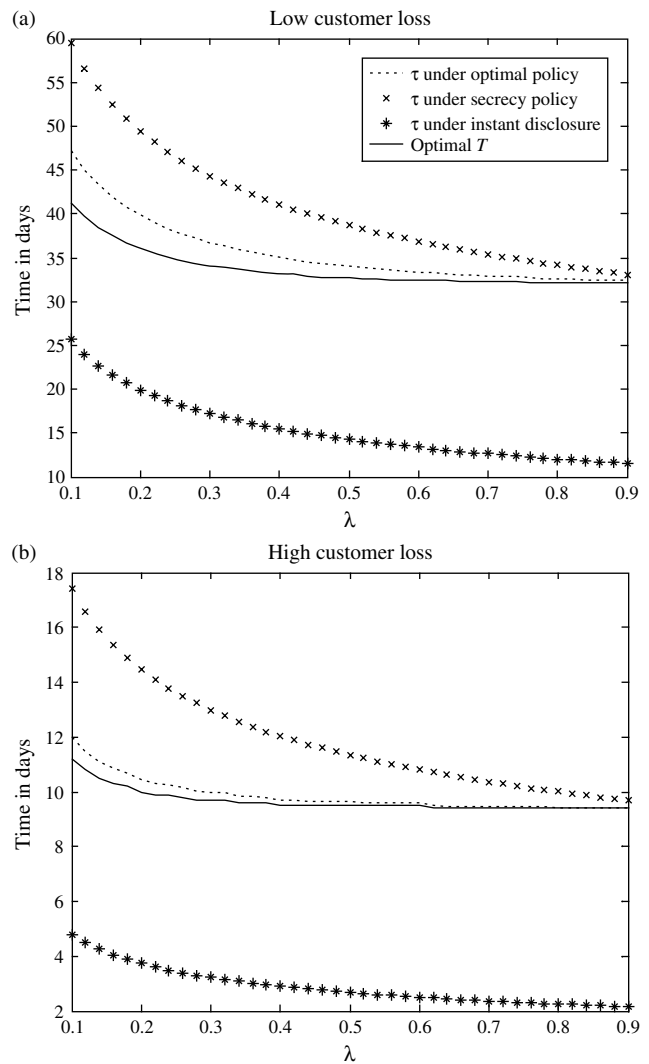 (a)
Low customer loss
60
55
50
45
40
35
30
25
20
15
10
Time in days
τ under optimal policy
τ under secrecy policy
τ under instant disclosure
Optimal T
0.1 0.2 0.3 0.4 0.5 0.6 0.7 0.8 0.9
λ
(b)
High customer loss
18
16
14
12
10
8
6
4
2
Time in days
0.1 0.2 0.3 0.4 0.5 0.6 0.7 0.8 0.9
λ